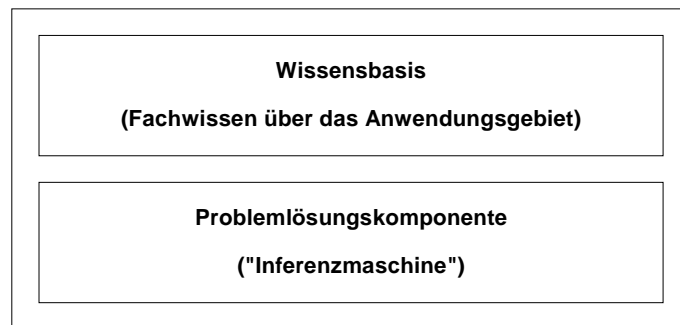 Wissensbasis
(Fachwissen über das Anwendungsgebiet)
Problemlösungskomponente
("Inferenzmaschine")